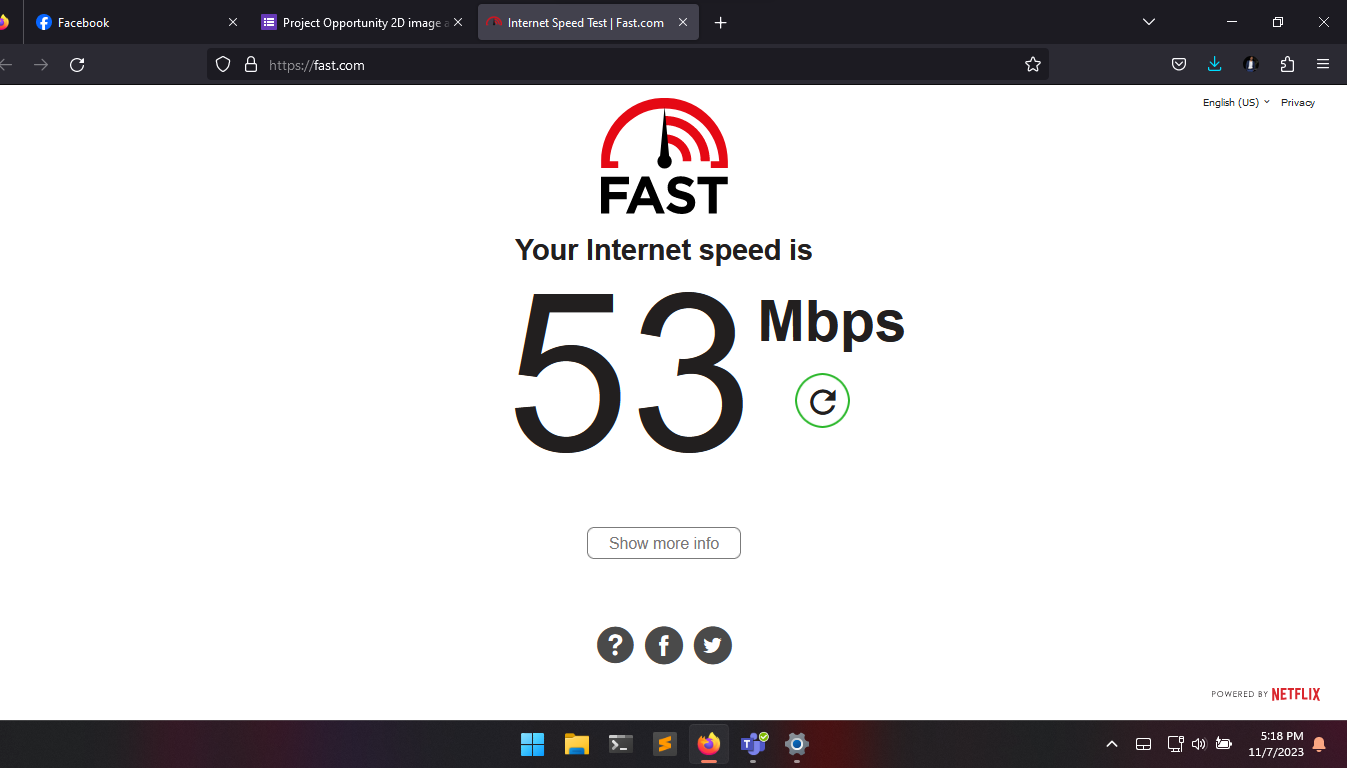 Facebook
Project Opportunity 2D image a
Internet Speed Test | Fast.com
https://fast.com
English (US)
Privacy
FAST
Your Internet speed is
53 Mbps
Show more info
POWERED BY NETFLIX
5:18 PM
11/7/2023